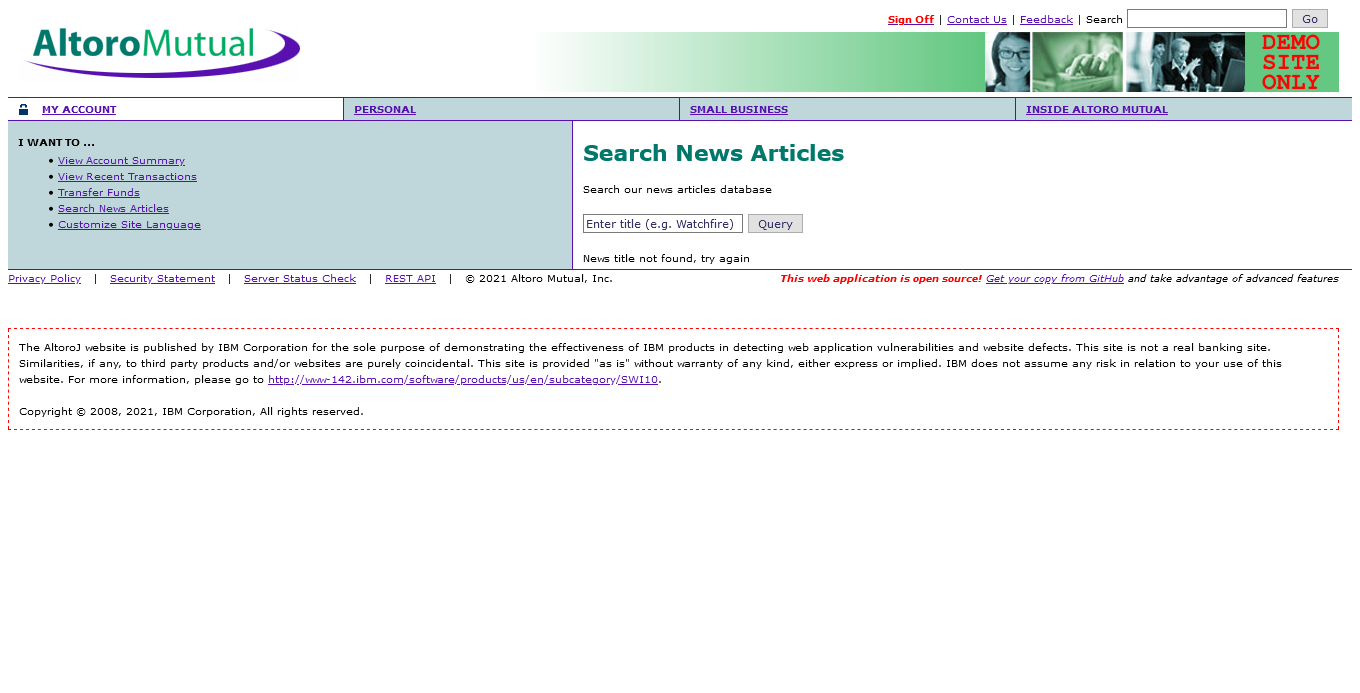 Sign Off | Contact Us | Feedback | Search Go
AltoroMutual
DEMO
SITE
ONLY
MY ACCOUNT PERSONAL SMALL BUSINESS INSIDE ALTORO MUTUAL
I WANT TO ...
• View Account Summary
• View Recent Transactions
• Transfer Funds
• Search News Articles
• Customize Site Language
Search News Articles
Search our news articles database
Enter title (e.g. Watchfire) Query
News title not found, try again
Privacy Policy | Security Statement | Server Status Check | REST API | © 2021 Altoro Mutual, Inc. This web application is open source! Get your copy from GitHub and take advantage of advanced features
The AltoroJ website is published by IBM Corporation for the sole purpose of demonstrating the effectiveness of IBM products in detecting web application vulnerabilities and website defects. This site is not a real banking site.
Similarities, if any, to third party products and/or websites are purely coincidental. This site is provided "as is" without warranty of any kind, either express or implied. IBM does not assume any risk in relation to your use of this
website. For more information, please go to http://www-142.ibm.com/software/products/us/en/subcategory/SWI10.
Copyright © 2008, 2021, IBM Corporation, All rights reserved.